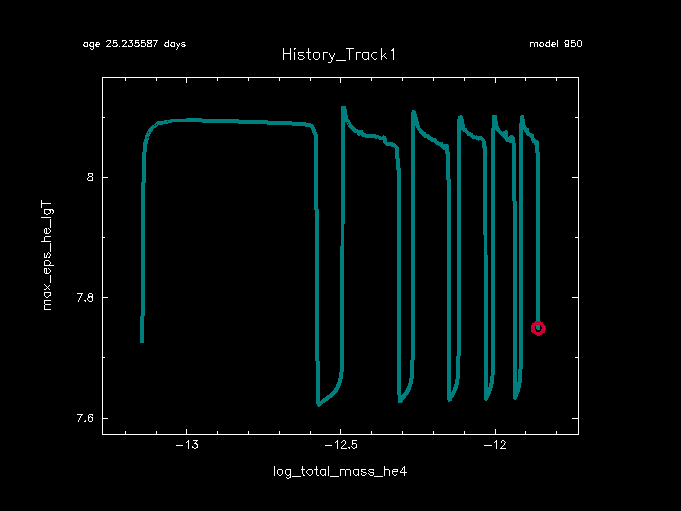 age 25.235587 days
model 950
History_Track1
8
7.8
7.6
max_eps_he_lgT
−13
−12.5
−12
log_total_mass_he4